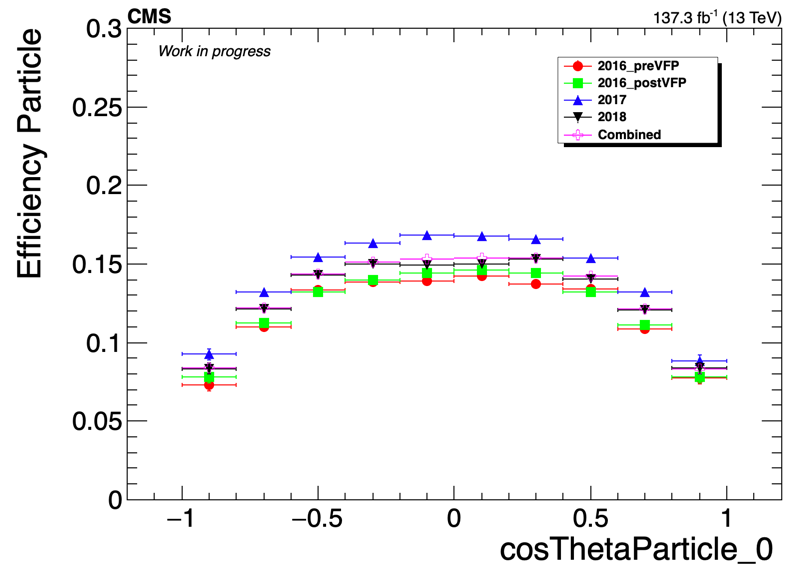 CMS
137.3 fb⁻¹ (13 TeV)
Work in progress
2016_preVFP
2016_postVFP
2017
2018
Combined
Efficiency Particle
0.3
0.25
0.2
0.15
0.1
0.05
0
−1
−0.5
0
0.5
1
cosThetaParticle_0